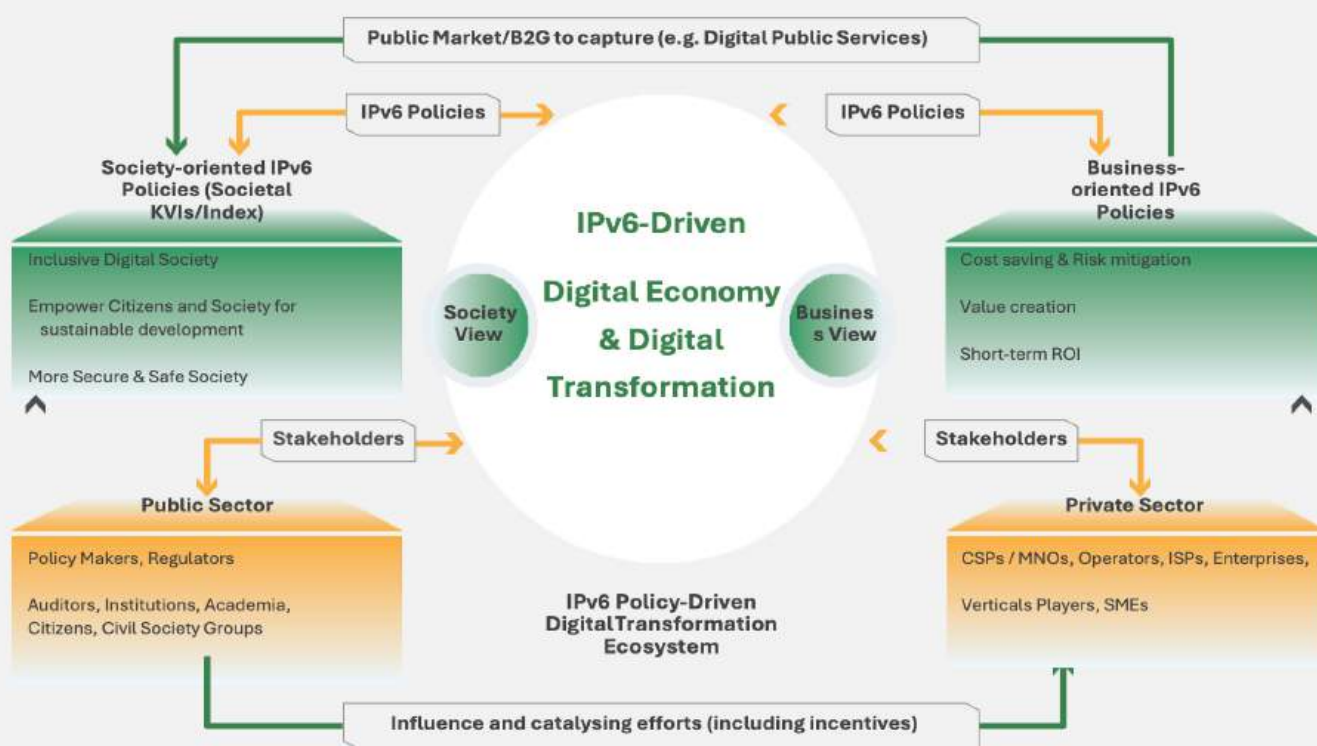 Public Market/B2G to capture (e.g. Digital Public Services)
IPv6 Policies
IPv6 Policies
Society-oriented IPv6
Policies (Societal
KVIs/Index)
Business-
oriented IPv6
Policies
Inclusive Digital Society
Empower Citizens and Society for
sustainable development
More Secure & Safe Society
Society
View
IPv6-Driven
Digital Economy
& Digital
Transformation
Busines
s View
Cost saving & Risk mitigation
Value creation
Short-term ROI
Stakeholders
Stakeholders
Public Sector
Policy Makers, Regulators
Auditors, Institutions, Academia,
Citizens, Civil Society Groups
IPv6 Policy-Driven
DigitalTransformation
Ecosystem
Private Sector
CSPs / MNOs, Operators, ISPs, Enterprises,
Verticals Players, SMEs
Influence and catalysing efforts (including incentives)